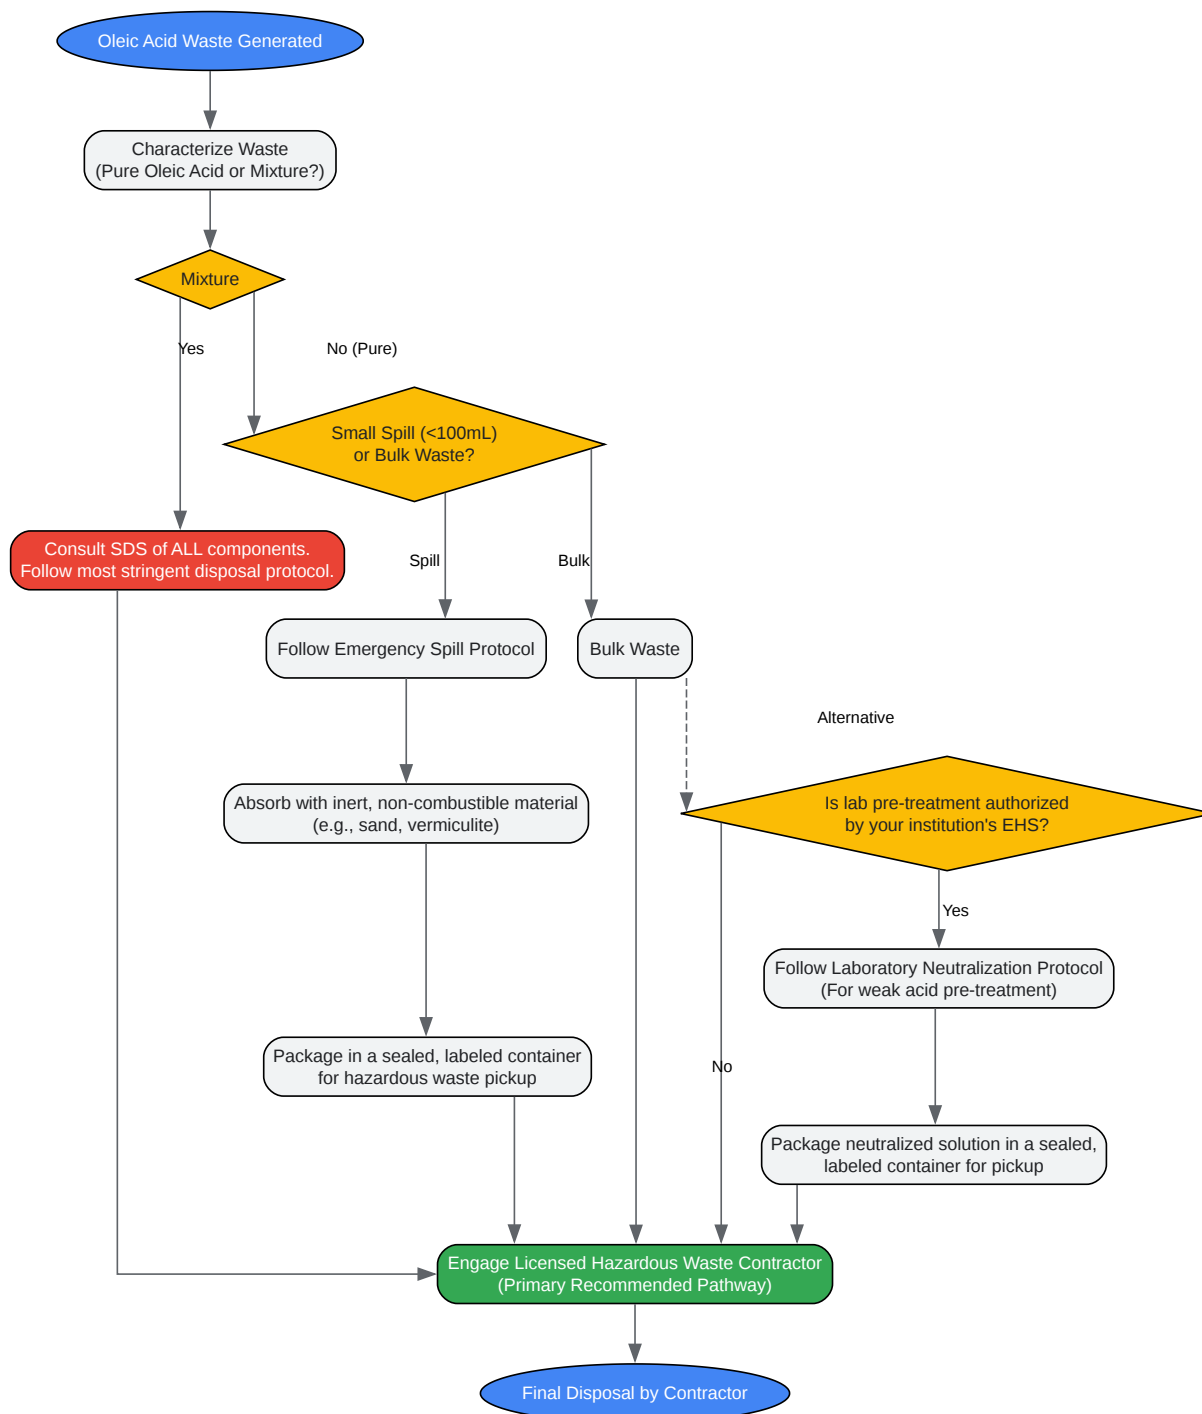 Oleic Acid Waste Generated
Characterize Waste
(Pure Oleic Acid or Mixture?)
Mixture
Yes
No (Pure)
Small Spill (<100mL)
or Bulk Waste?
Consult SDS of ALL components.
Follow most stringent disposal protocol.
Spill
Bulk
Follow Emergency Spill Protocol
Bulk Waste
Alternative
Absorb with inert, non-combustible material
(e.g., sand, vermiculite)
Is lab pre-treatment authorized
by your institution's EHS?
Yes
Follow Laboratory Neutralization Protocol
(For weak acid pre-treatment)
Package in a sealed, labeled container
for hazardous waste pickup
No
Package neutralized solution in a sealed,
labeled container for pickup
Engage Licensed Hazardous Waste Contractor
(Primary Recommended Pathway)
Final Disposal by Contractor